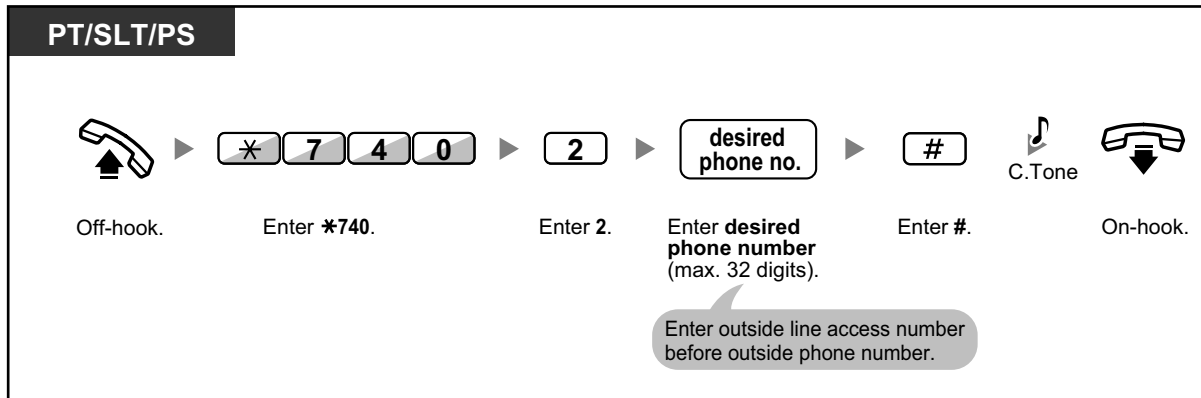 PT/SLT/PS
* 7 4 0
2
desired
phone no.
#
C.Tone
Off-hook.
Enter *740.
Enter 2.
Enter desired
phone number
(max. 32 digits).
Enter #.
On-hook.
Enter outside line access number
before outside phone number.